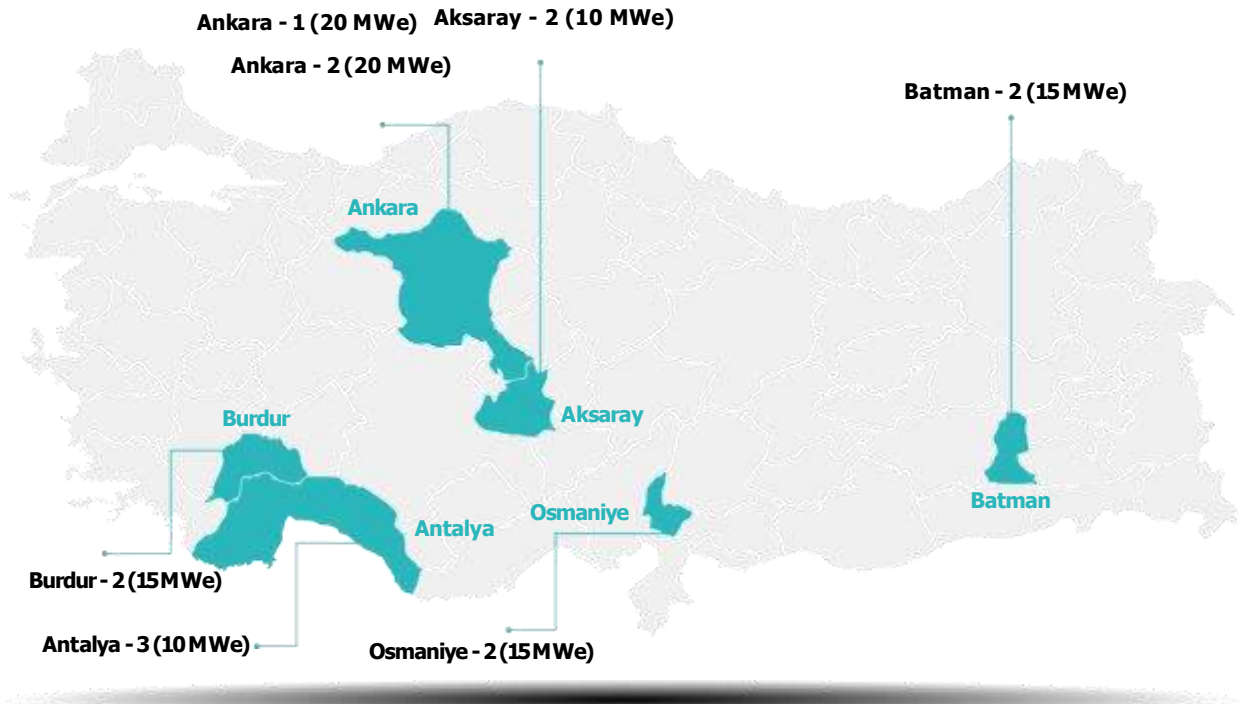 Ankara - 1 (20 MWe)
Aksaray - 2 (10 MWe)
Ankara - 2 (20 MWe)
Batman - 2 (15 MWe)
Ankara
Burdur
Aksaray
Osmaniye
Batman
Antalya
Burdur - 2 (15 MWe)
Antalya - 3 (10 MWe)
Osmaniye - 2 (15 MWe)